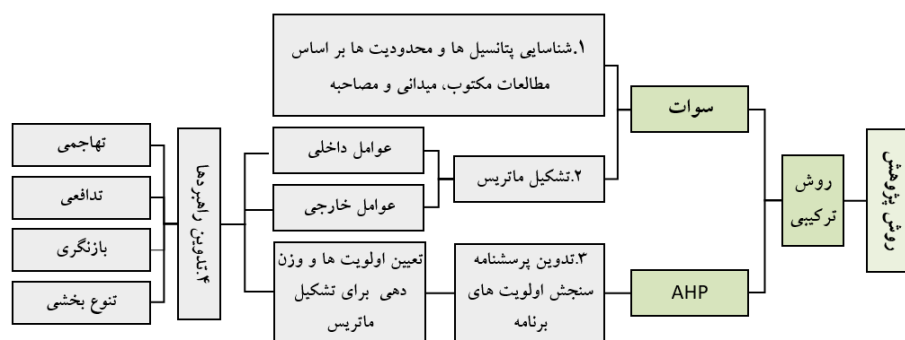 روش پژوهش
روش
ترکیبی
سوات
۱.شناسایی پتانسیل ها و محدودیت ها بر اساس
مطالعات مکتوب، میدانی و مصاحبه
۲.تشکیل ماتریس
عوامل داخلی
عوامل خارجی
AHP
۳.تدوین پرسشنامه
سنجش اولویت های
برنامه
تعیین اولویت ها و وزن
دهی برای تشکیل
ماتریس
۴.تدوین راهبردها
تهاجمی
تدافعی
بازنگری
تنوع بخشی